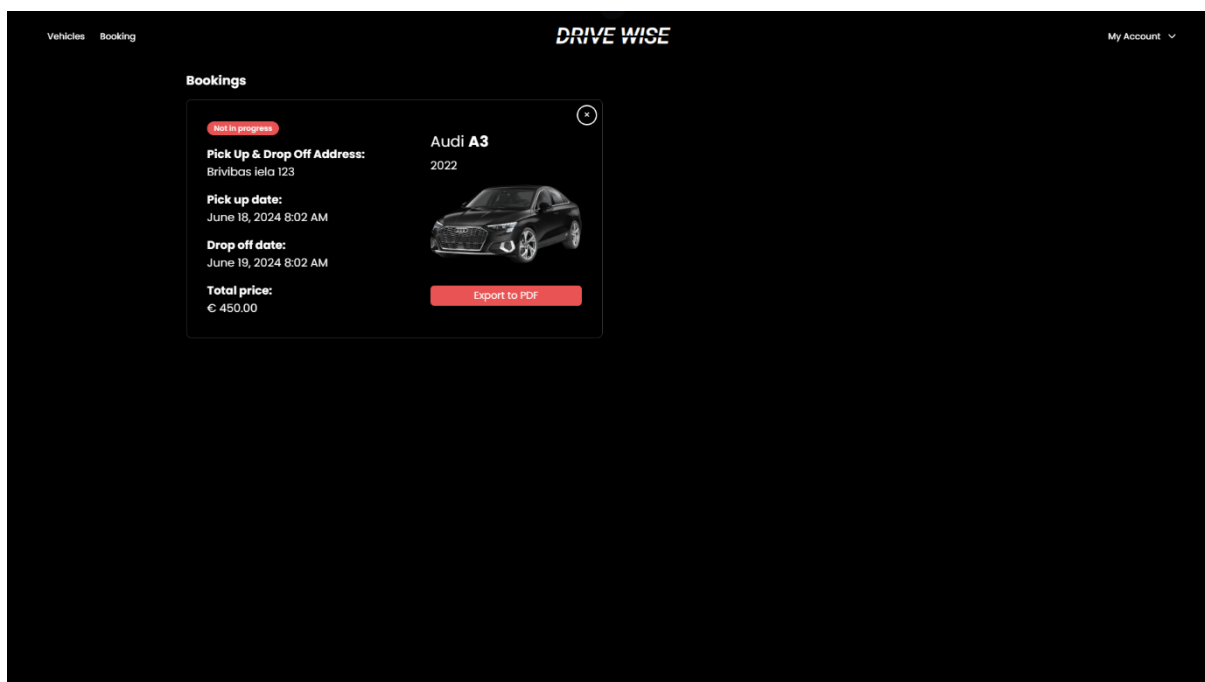 Vehicles Booking
DRIVE WISE
My Account
Bookings
Not in progress
Pick Up & Drop Off Address:
Brivibas iela 123
Pick up date:
June 18, 2024 8:02 AM
Drop off date:
June 19, 2024 8:02 AM
Total price:
€ 450.00
Audi A3
2022
Export to PDF